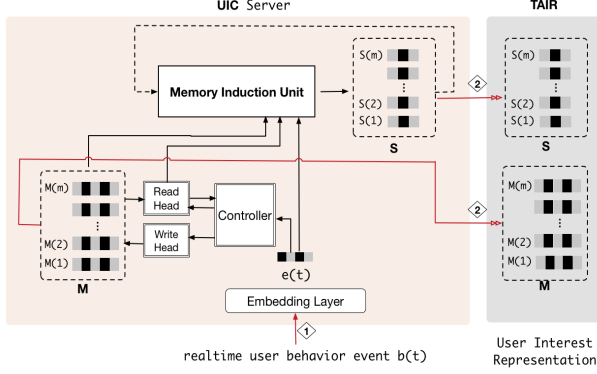 UIC Server
TAIR
Memory Induction Unit
S(m)
S(2)
S(1)
S
2
S(m)
S(2)
S(1)
S
M(m)
M(2)
M(1)
M
Read
Head
Write
Head
Controller
e(t)
2
M(m)
M(2)
M(1)
M
Embedding Layer
1
realtime user behavior event b(t)
User Interest
Representation